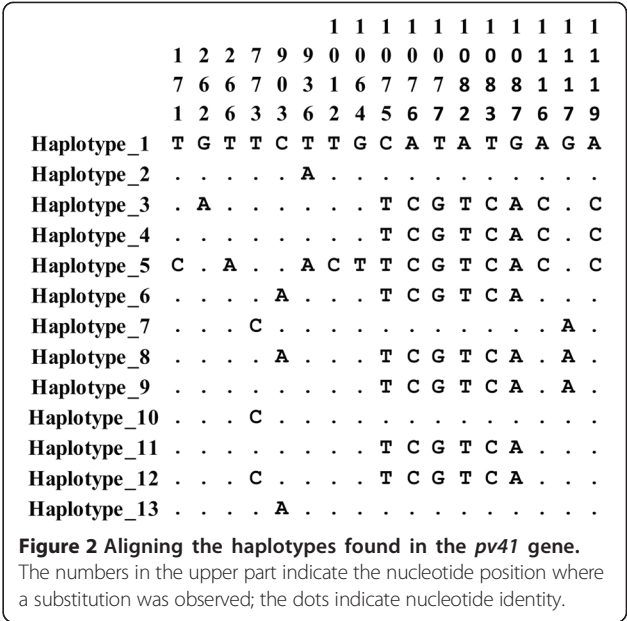 1 1 1 1 1 1 1 1 1 1 1
1 2 2 7 9 9 0 0 0 0 0 0 0 0 1 1 1
7 6 6 7 0 3 1 6 7 7 7 8 8 8 1 1 1
1 2 6 3 3 6 2 4 5 6 7 2 3 7 6 7 9
Haplotype_1 T G T T C T T G C A T A T G A G A
Haplotype_2 . . . . . A . . . . . . . . . . .
Haplotype_3 . A . . . . . . T C G T C A C . C
Haplotype_4 . . . . . . . . T C G T C A C . C
Haplotype_5 C . A . . A C T T C G T C A C . C
Haplotype_6 . . . . A . . . T C G T C A . . .
Haplotype_7 . . . C . . . . . . . . . . . A .
Haplotype_8 . . . . A . . . T C G T C A . A .
Haplotype_9 . . . . . . . . T C G T C A . A .
Haplotype_10 . . . C . . . . . . . . . . . . .
Haplotype_11 . . . . . . . . T C G T C A . . .
Haplotype_12 . . . C . . . . T C G T C A . . .
Haplotype_13 . . . . A . . . . . . . . . . . .
Figure 2 Aligning the haplotypes found in the pv41 gene.
The numbers in the upper part indicate the nucleotide position where
a substitution was observed; the dots indicate nucleotide identity.